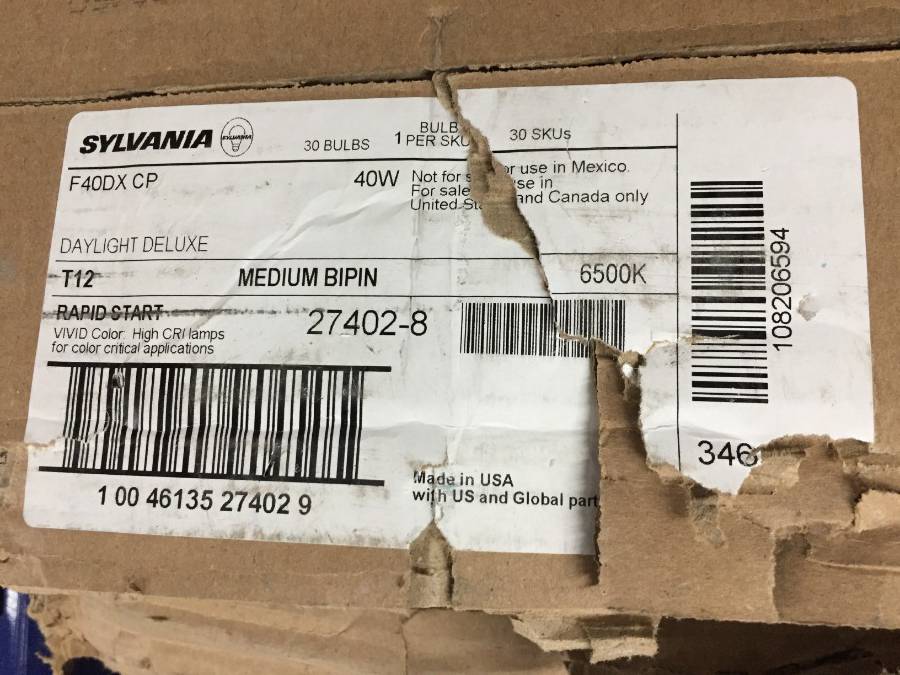 SYLVANIA SYLVANIA
30 BULBS
BULB
1 PER SKU
30 SKUs
F40DX CP
40W
Not for or use in Mexico.
For sale use in
United and Canada only
DAYLIGHT DELUXE
T12
MEDIUM BIPIN
6500K
RAPID START
VIVID Color: High CRI lamps
for color critical applications
27402-8
108206594
1 00 46135 27402 9
Made in USA
with US and Global part
346